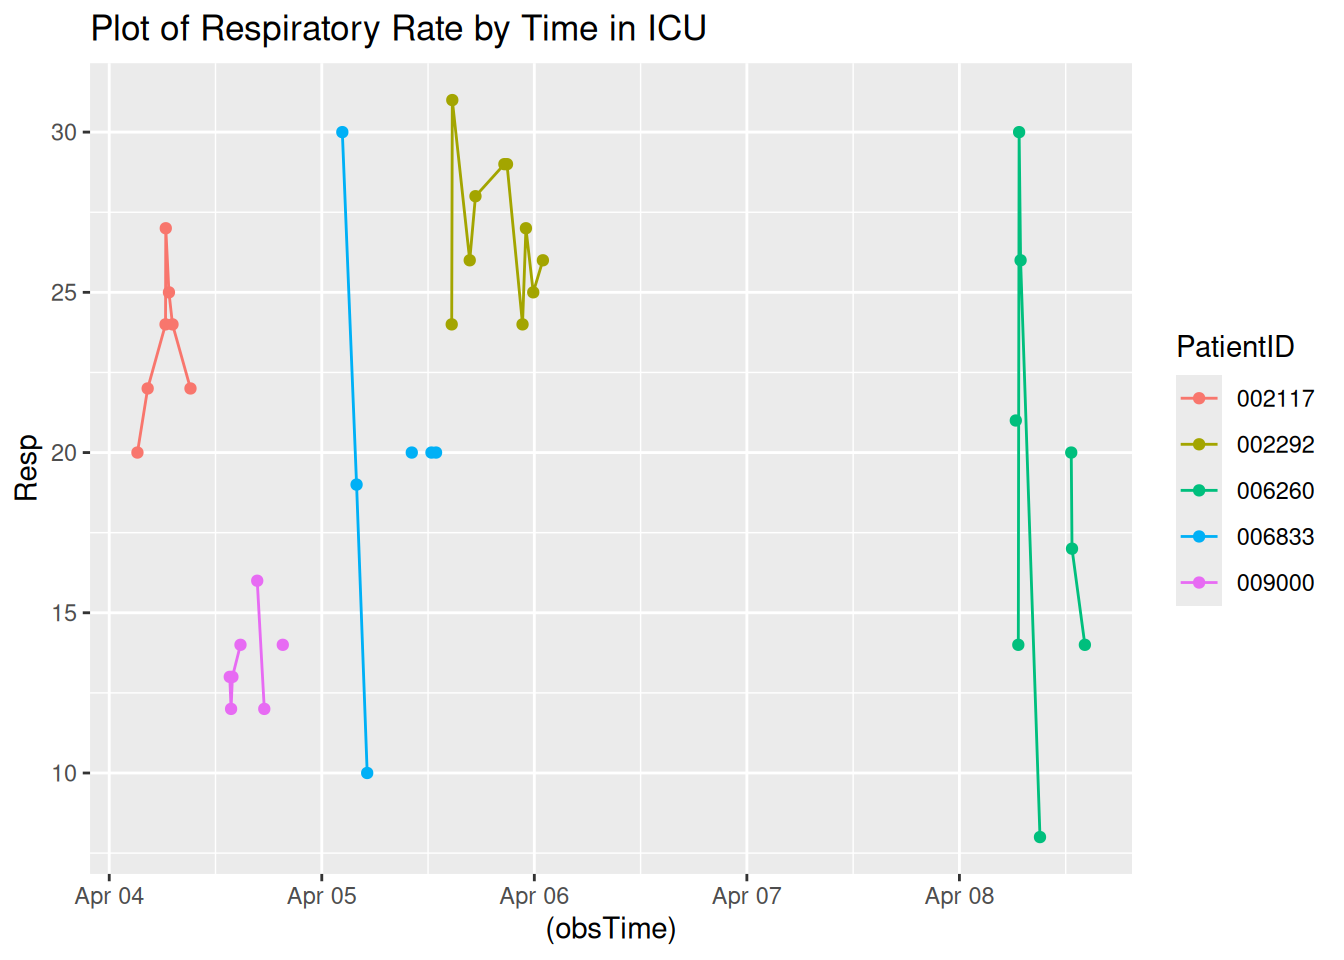 Plot of Respiratory Rate by Time in ICU
30
25
20
15
10
Resp
Apr 04
Apr 05
Apr 06
Apr 07
Apr 08
(obsTime)
PatientID
002117
002292
006260
006833
009000